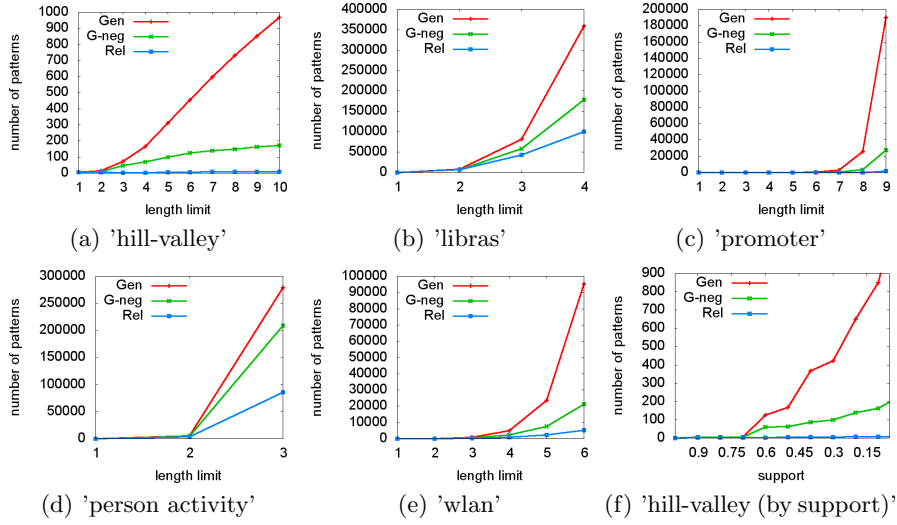 number of patterns
1000
900
800
700
600
500
400
300
200
100
0
Gen
G-neg
Rel
1 2 3 4 5 6 7 8 9 10
length limit
(a) 'hill-valley'
number of patterns
400000
350000
300000
250000
200000
150000
100000
50000
0
Gen
G-neg
Rel
1 2 3 4
length limit
(b) 'libras'
number of patterns
200000
180000
160000
140000
120000
100000
80000
60000
40000
20000
0
Gen
G-neg
Rel
1 2 3 4 5 6 7 8 9
length limit
(c) 'promoter'
number of patterns
300000
250000
200000
150000
100000
50000
0
Gen
G-neg
Rel
1 2 3
length limit
(d) 'person activity'
number of patterns
100000
90000
80000
70000
60000
50000
40000
30000
20000
10000
0
Gen
G-neg
Rel
1 2 3 4 5 6
length limit
(e) 'wlan'
number of patterns
900
800
700
600
500
400
300
200
100
0
Gen
G-neg
Rel
0.9 0.75 0.6 0.45 0.3 0.15
support
(f) 'hill-valley (by support)'